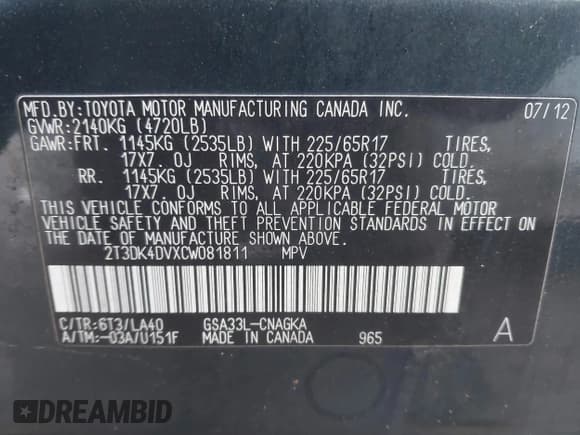 MFD.BY:TOYOTA MOTOR MANUFACTURING CANADA INC. 07/12
GVWR:2140KG (4720LB)
GAWR:FRT. 1145KG (2535LB) WITH 225/65R17 TIRES,
17X7.0J RIMS, AT 220KPA (32PSI) COLD.
RR. 1145KG (2535LB) WITH 225/65R17 TIRES,
17X7.0J RIMS, AT 220KPA (32PSI) COLD.
THIS VEHICLE CONFORMS TO ALL APPLICABLE FEDERAL MOTOR
VEHICLE SAFETY AND THEFT PREVENTION STANDARDS IN EFFECT ON
THE DATE OF MANUFACTURE SHOWN ABOVE.
2T3DK4DVXCW081811 MPV
C/TR:6T3/LA40 GSA33L-CNAGKA
A/TM:-03A/U151F MADE IN CANADA 965 A
DREAMBID